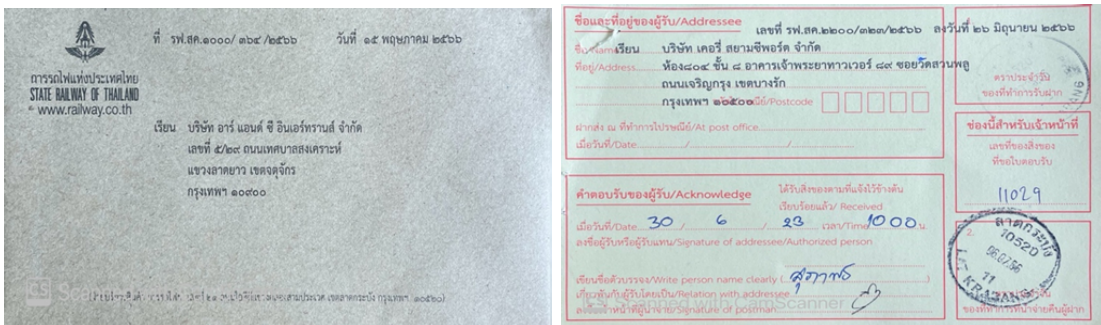 ที่ รฟ.สค.๑๐๐๐/ ๓๖๔ /๒๕๖๖
วันที่ ๑๕ พฤษภาคม ๒๕๖๖
การรถไฟแห่งประเทศไทย
STATE RAILWAY OF THAILAND
www.railway.co.th
เรียน บริษัท อาร์ แอนด์ ซี อินเอร์ทรานส์ จำกัด
เลขที่ ๕/๒๙ ถนนเทศบาลสงเคราะห์
แขวงลาดยาว เขตจตุจักร
กรุงเทพฯ ๑๐๙๐๐
CS
ชื่อและที่อยู่ของผู้รับ/Addressee
เลขที่ รฟ.สค.๒๒๐๐/๓๒๓/๒๕๖๖ ลงวันที่ ๒๖ มิถุนายน ๒๕๖๖
เรียน บริษัท เคอรี่ สยามซีพอร์ต จำกัด
ที่อยู่/Address ห้อง๘๐๔ ชั้น ๘ อาคารเจ้าพระยาทาวเวอร์ ๘๙ ซอยวัดสวนพลู
ถนนเจริญกรุง เขตบางรัก
กรุงเทพฯ ๑๐๕๐๐ /Postcode
ฝากส่ง ณ ที่ทำการไปรษณีย์/At post office
เมื่อวันที่/Date / /
ตราประจำวัน
ของที่ทำการรับฝาก
ช่องนี้สำหรับเจ้าหน้าที่
เลขที่ของสิ่งของ
ที่ขอใบตอบรับ
11029
คำตอบรับของผู้รับ/Acknowledge
ได้รับสิ่งของตามที่แจ้งไว้ข้างต้น
เรียบร้อยแล้ว/ Received
เมื่อวันที่/Date 30 / 6 / 23 เวลา/Time 10 00 น.
ลงชื่อผู้รับหรือผู้รับแทน/Signature of addressee/Authorized person
เขียนชื่อตัวบรรจง/Write person name clearly ( สุภาพร )
เกี่ยวพันกับผู้รับโดยเป็น/Relation with addressee
ลงชื่อเจ้าหน้าที่ผู้นำจ่าย/Signature of postman
Scanned with CamScanner
2.
ลาดกระบัง
10520
11
LAT KRABANG
ของที่ทำการที่นำจ่ายคืนผู้ฝาก